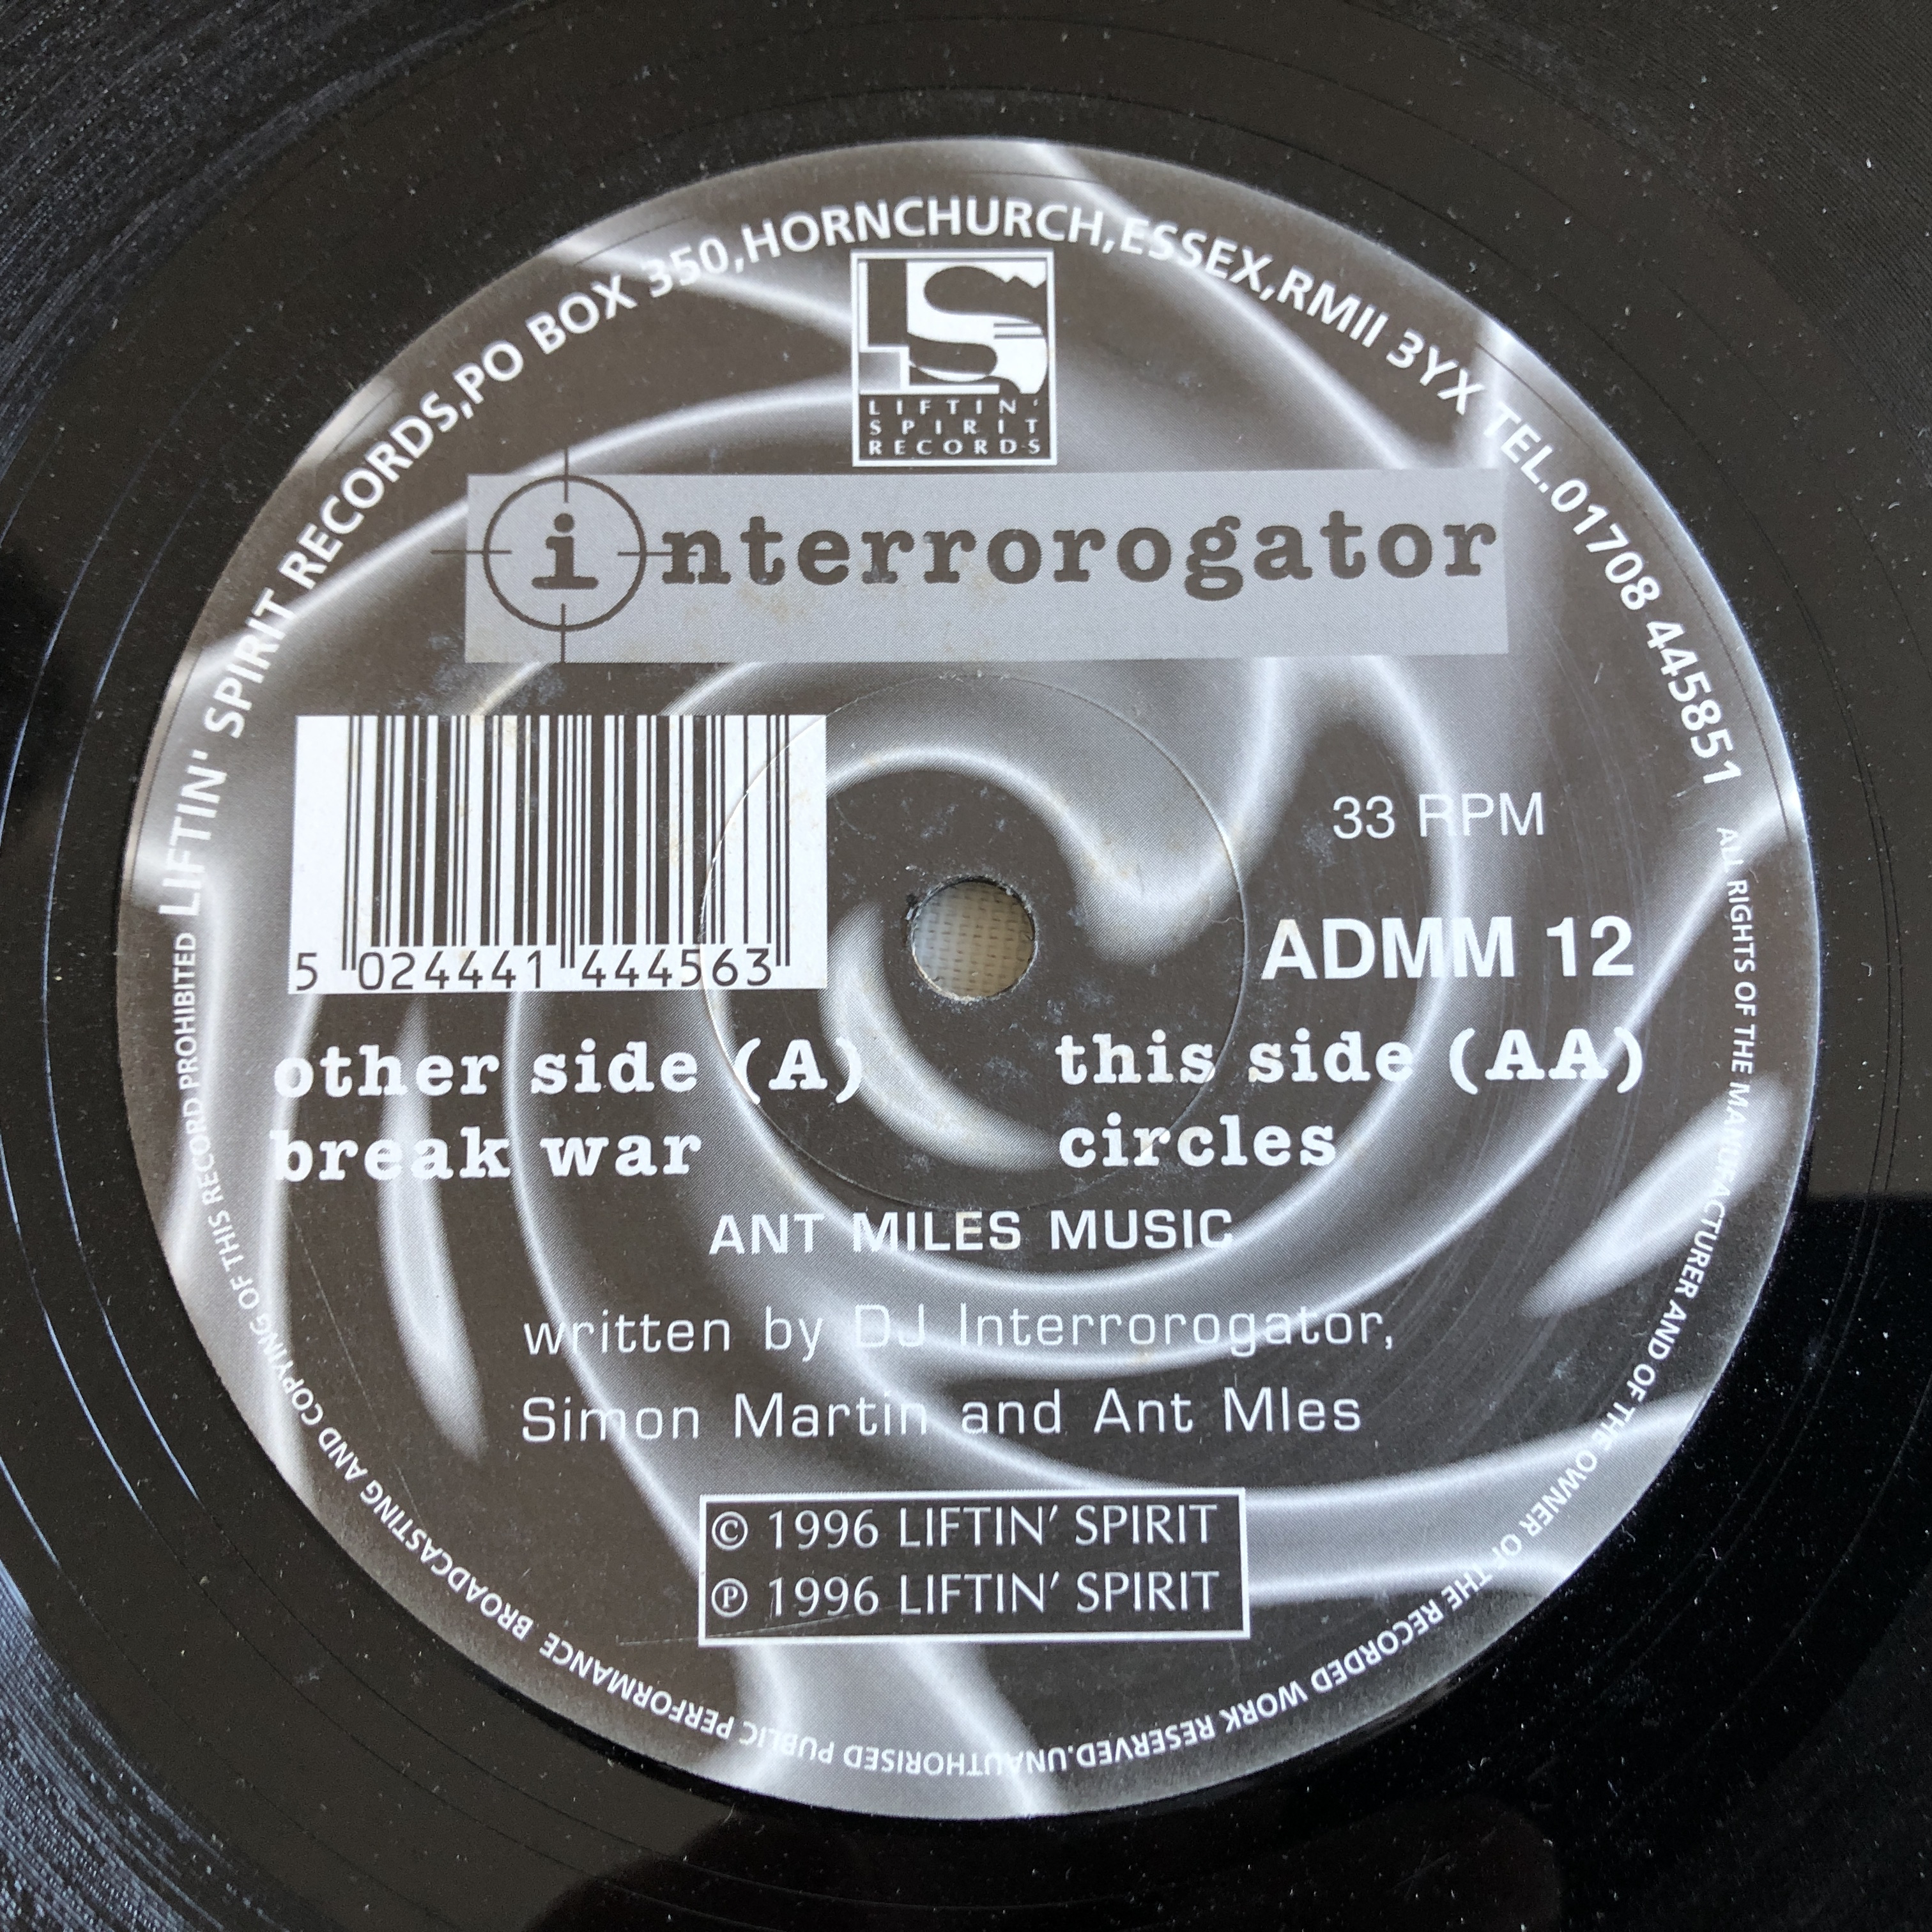 LIFTIN' SPIRIT RECORDS,PO BOX 350,HORNCHURCH,ESSEX,RM11 3YX TEL.01708 445851
LS
LIFTIN'
SPIRIT
RECORDS
interrorogator
33 RPM
5 024441 444563
ADMM 12
other side (A)
break war
this side (AA)
circles
ANT MILES MUSIC
written by DJ Interrorogator,
Simon Martin and Ant MIes
© 1996 LIFTIN' SPIRIT
℗ 1996 LIFTIN' SPIRIT
ALL RIGHTS OF THE MANUFACTURER AND OF THE OWNER OF THE RECORDED WORK RESERVED.UNAUTHORISED PUBLIC PERFORMANCE BROADCASTING AND COPYING OF THIS RECORD PROHIBITED